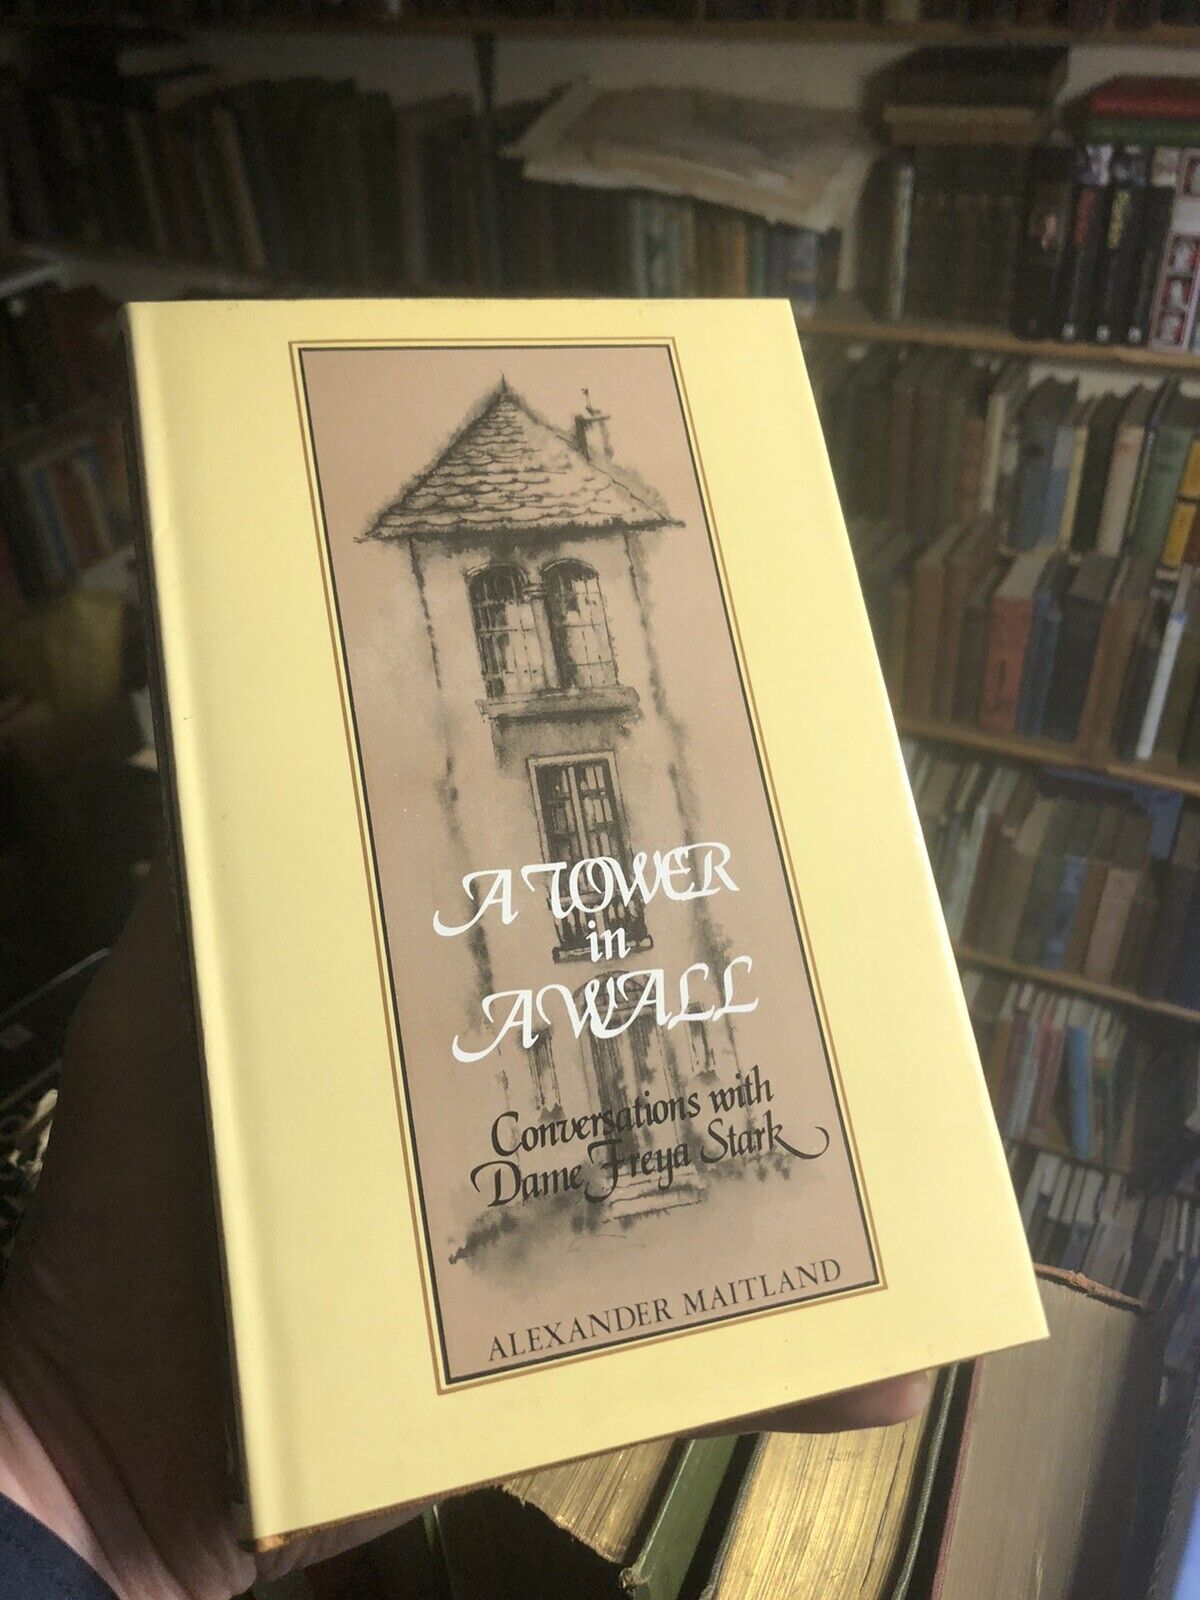 A TOWER
in
A WALL
Conversations with
Dame Freya Stark
ALEXANDER MAITLAND